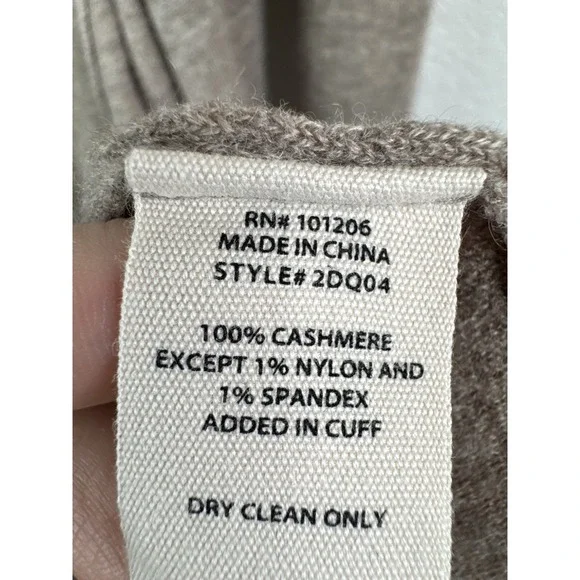 RN# 101206
MADE IN CHINA
STYLE# 2DQ04
100% CASHMERE
EXCEPT 1% NYLON AND
1% SPANDEX
ADDED IN CUFF
DRY CLEAN ONLY